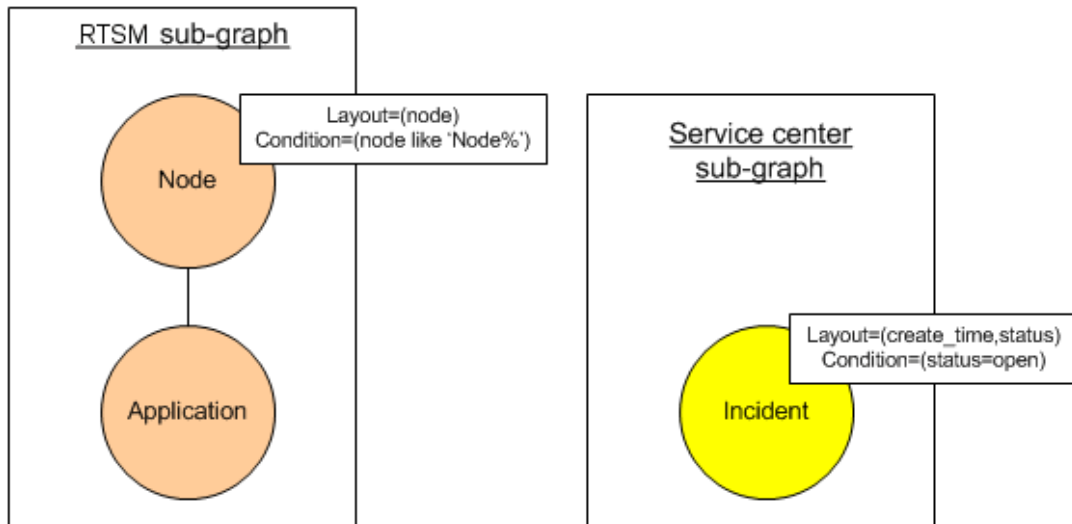 RTSM sub-graph
Layout=(node)
Condition=(node like ‘Node%’)
Node
Application
Service center
sub-graph
Layout=(create_time,status)
Condition=(status=open)
Incident